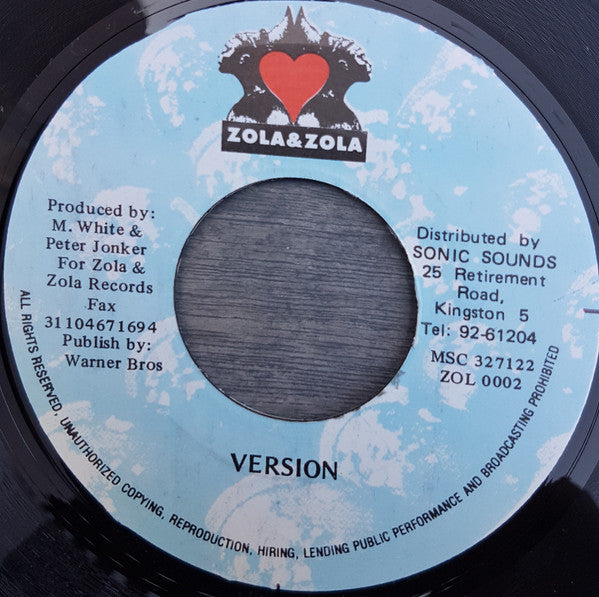 ZOLA&ZOLA
Produced by:
M. White &
Peter Jonker
For Zola &
Zola Records
Fax
31104671694
Publish by:
Warner Bros
Distributed by
SONIC SOUNDS
25 Retirement
Road,
Kingston 5
Tel: 92-61204
MSC 327122
ZOL 0002
VERSION
ALL RIGHTS RESERVED, UNAUTHORIZED COPYING, REPRODUCTION, HIRING, LENDING PUBLIC PERFORMANCE AND BROADCASTING PROHIBITED